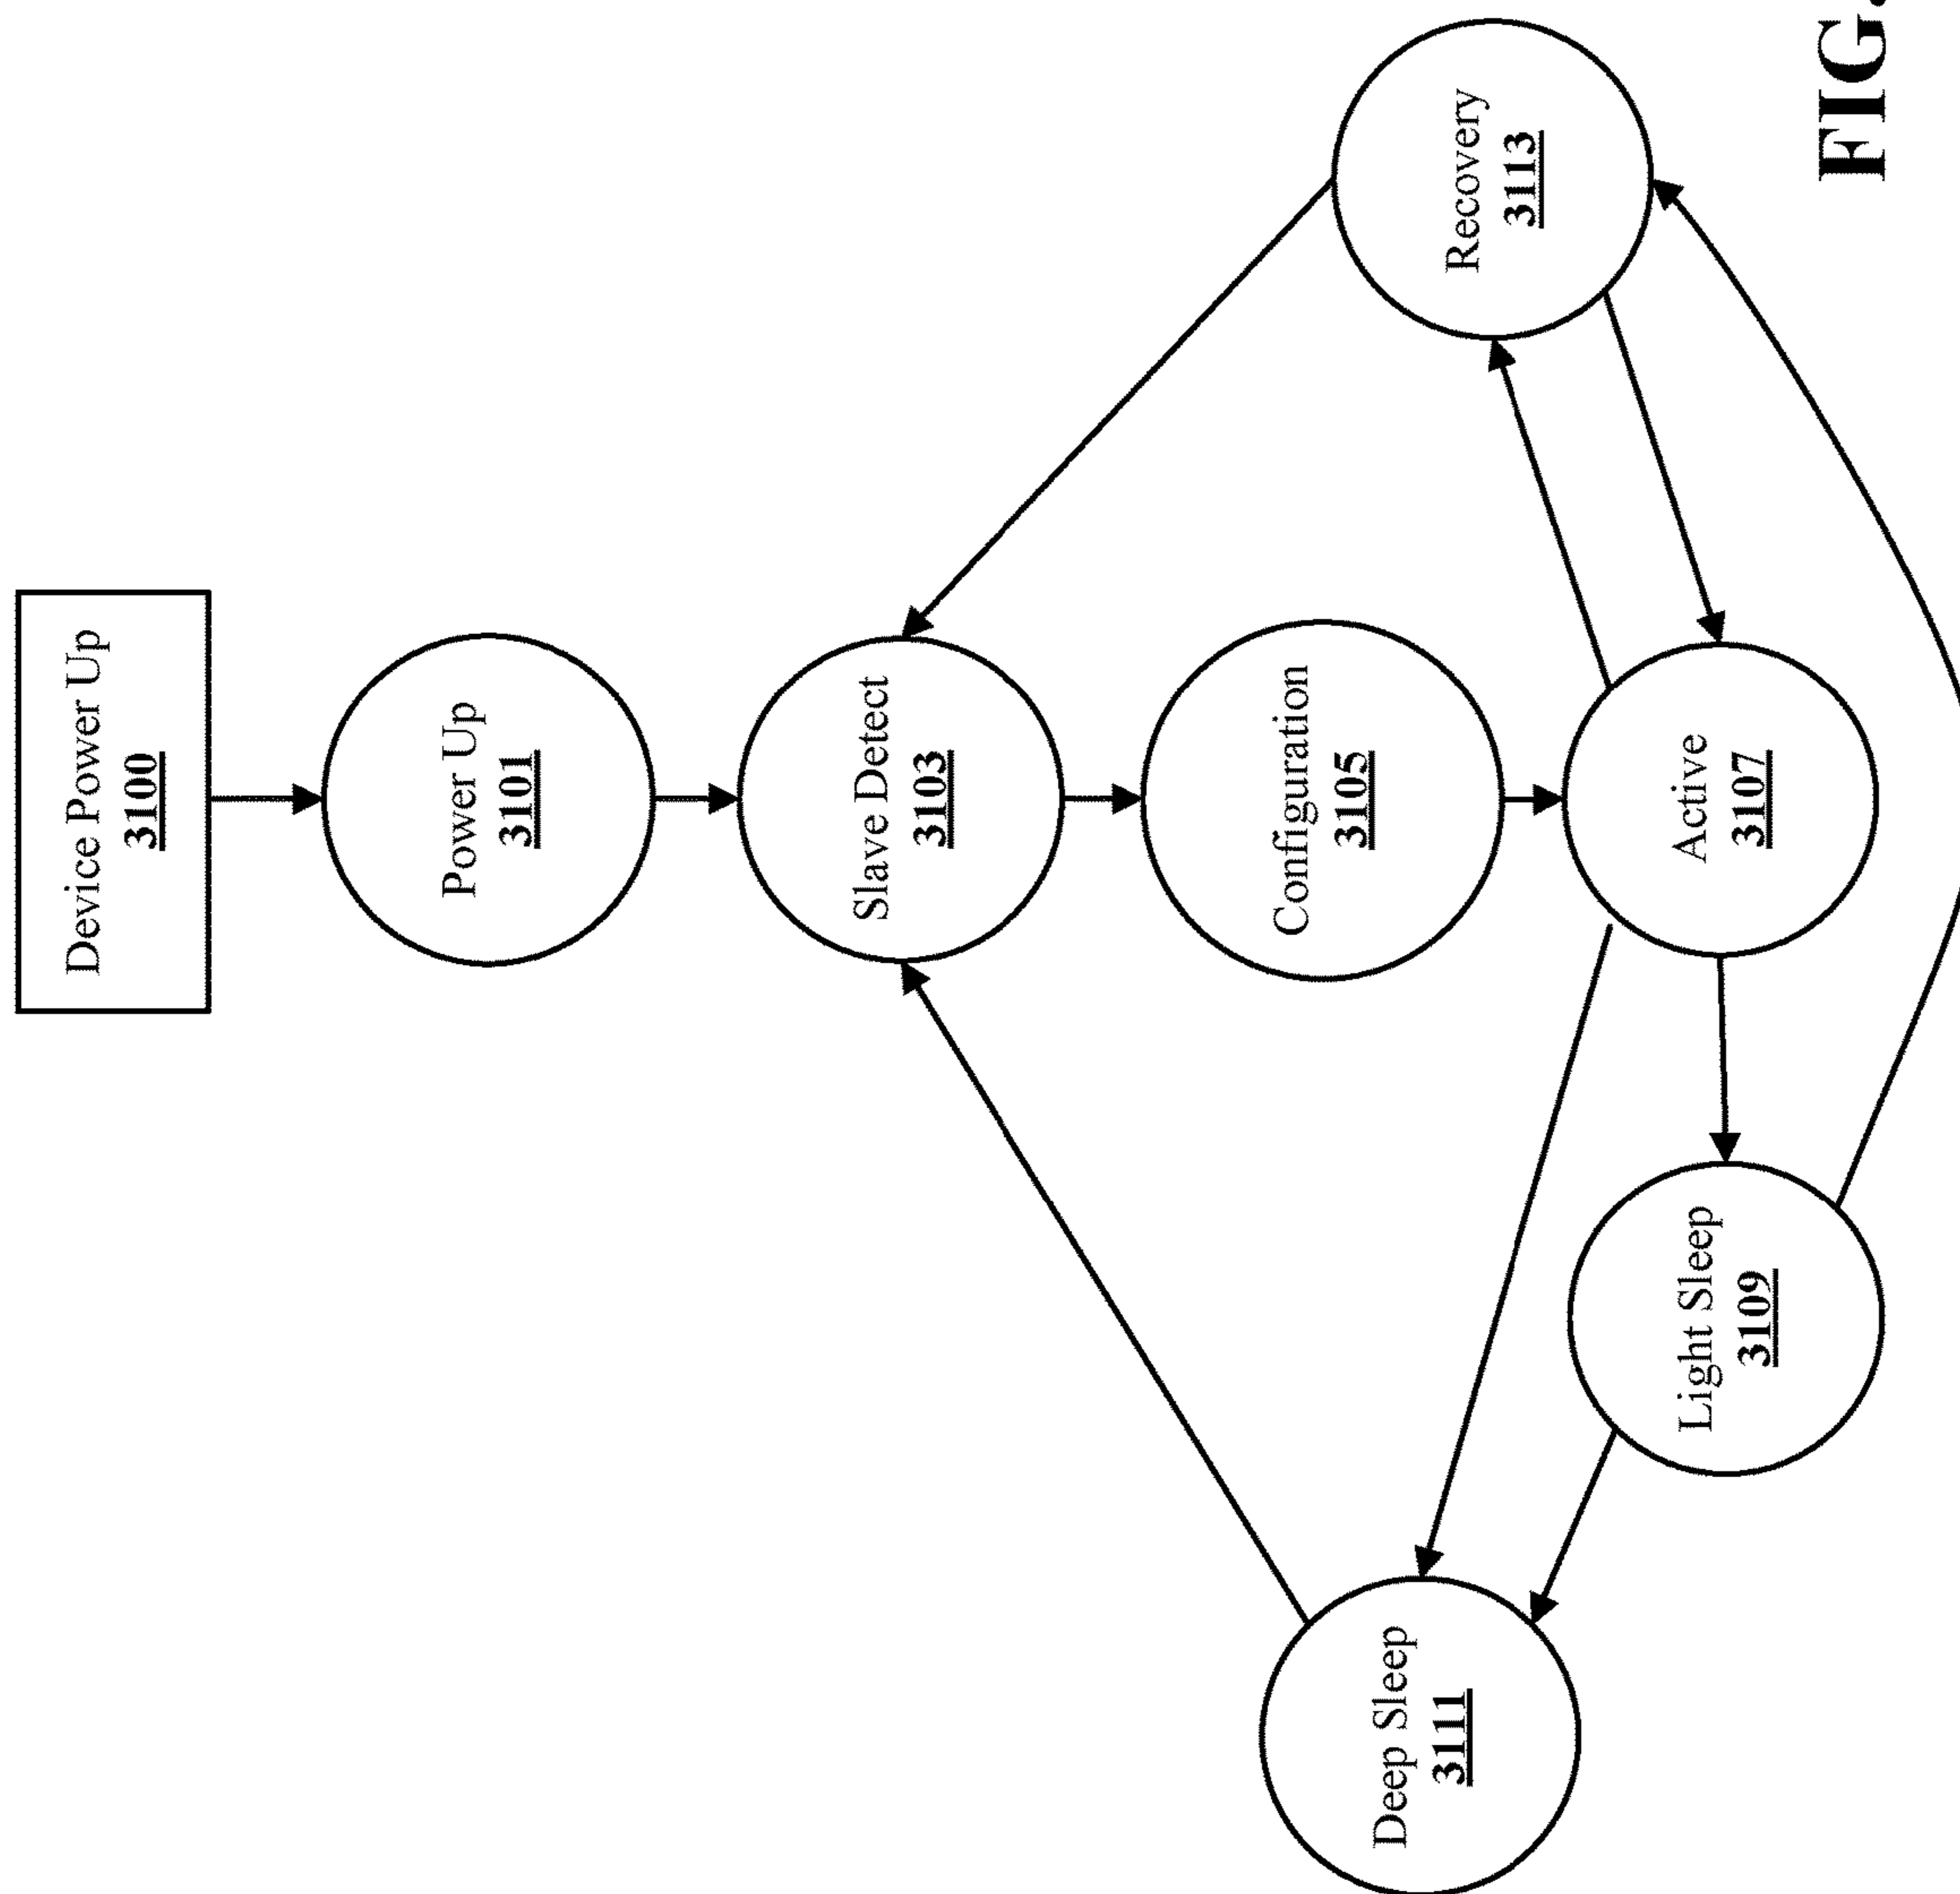 Device Power Up
3100
Power Up
3101
Slave Detect
3103
Configuration
3105
Active
3107
Light Sleep
3109
Deep Sleep
3111
Recovery
3113
FIG.